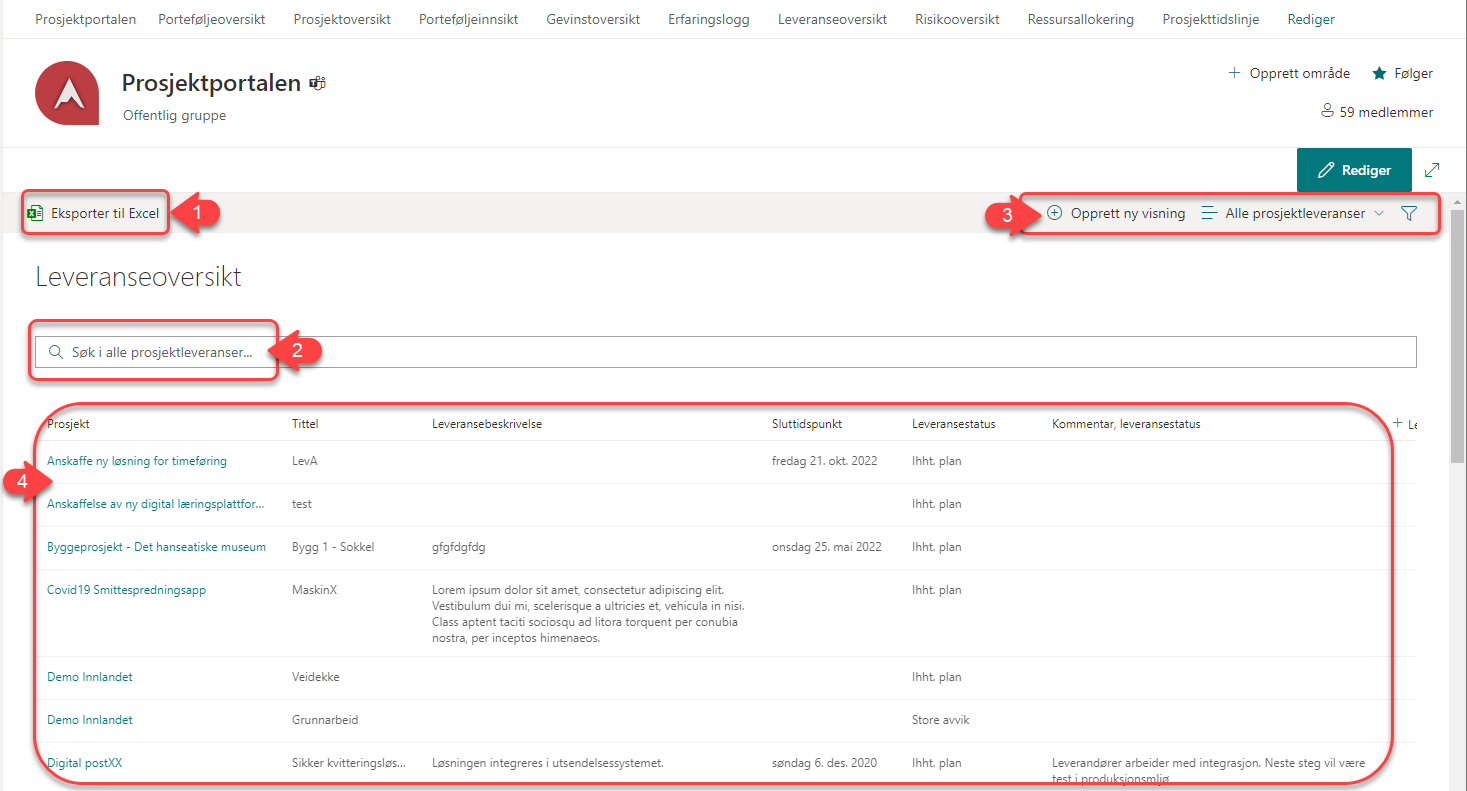 Prosjektportalen Porteføljeoversikt Prosjektoversikt Porteføljeinnsikt Gevinstoversikt Erfaringslogg Leveranseoversikt Risikooversikt Ressursallokering Prosjekttidslinje Rediger
Prosjektportalen
Offentlig gruppe
Opprett område Følger
59 medlemmer
Rediger
Eksporter til Excel 1 3 Opprett ny visning Alle prosjektleveranser
Leveranseoversikt
Søk i alle prosjektleveranser... 2
Prosjekt Tittel Leveransebeskrivelse Sluttidspunkt Leveransestatus Kommentar, leveransestatus + Le
Anskaffe ny løsning for timeføring LevA fredag 21. okt. 2022 Ihht. plan
4
Anskaffelse av ny digital læringsplattfor... test Ihht. plan
Byggeprosjekt - Det hanseatiske museum Bygg 1 - Sokkel gfgfdgfdg onsdag 25. mai 2022 Ihht. plan
Covid19 Smittespredningsapp MaskinX Lorem ipsum dolor sit amet, consectetur adipiscing elit. Ihht. plan
Vestibulum dui mi, scelerisque a ultricies et, vehicula in nisi.
Class aptent taciti sociosqu ad litora torquent per conubia
nostra, per inceptos himenaeos.
Demo Innlandet Veidekke Ihht. plan
Demo Innlandet Grunnarbeid Store avvik
Digital postXX Sikker kvitteringsløs... Løsningen integreres i utsendelsessystemet. søndag 6. des. 2020 Ihht. plan Leverandører arbeider med integrasjon. Neste steg vil være
test i produksjonsmljø